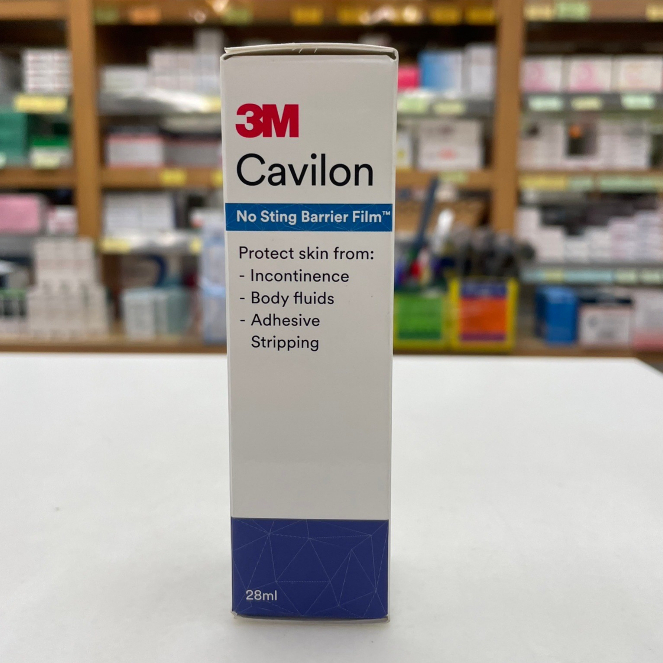 3M
Cavilon
No Sting Barrier Film™
Protect skin from:
- Incontinence
- Body fluids
- Adhesive
Stripping
28ml